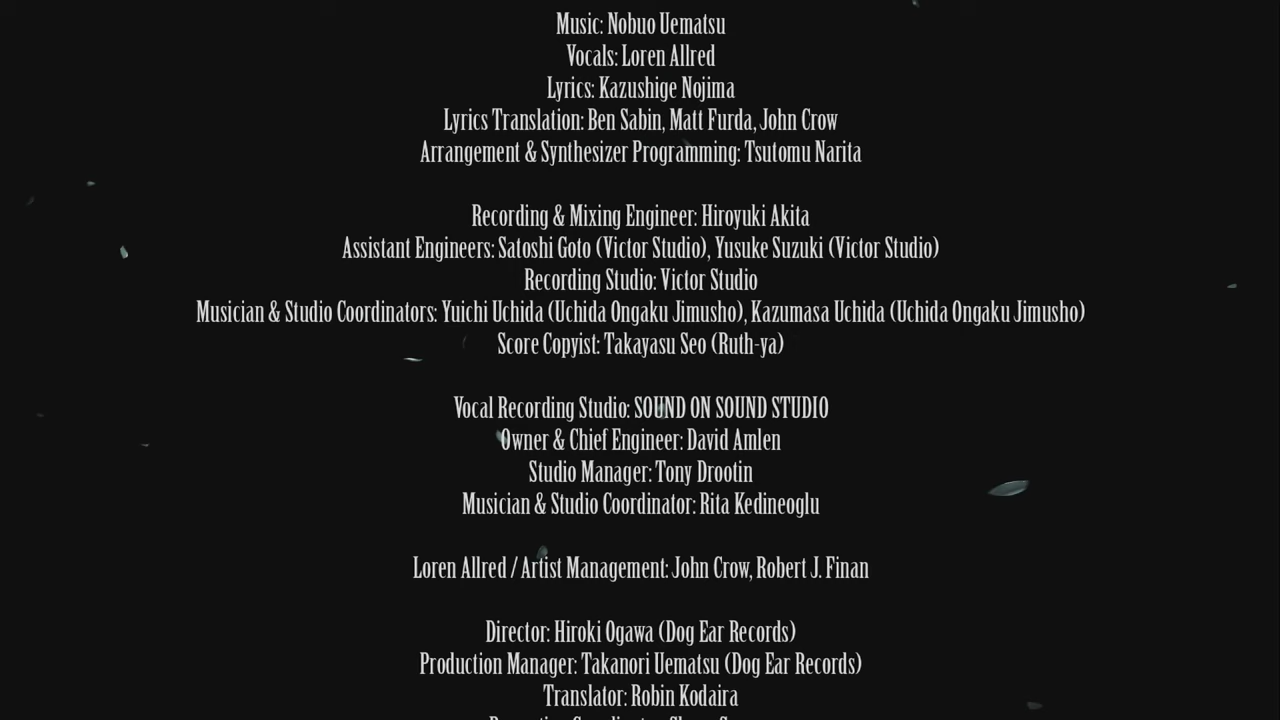 Music: Nobuo Uematsu
Vocals: Loren Allred
Lyrics: Kazushige Nojima
Lyrics Translation: Ben Sabin, Matt Furda, John Crow
Arrangement & Synthesizer Programming: Tsutomu Narita
Recording & Mixing Engineer: Hiroyuki Akita
Assistant Engineers: Satoshi Goto (Victor Studio), Yusuke Suzuki (Victor Studio)
Recording Studio: Victor Studio
Musician & Studio Coordinators: Yuichi Uchida (Uchida Ongaku Jimusho), Kazumasa Uchida (Uchida Ongaku Jimusho)
Score Copyist: Takayasu Seo (Ruth-ya)
Vocal Recording Studio: SOUND ON SOUND STUDIO
Owner & Chief Engineer: David Amlen
Studio Manager: Tony Drootin
Musician & Studio Coordinator: Rita Kedineoglu
Loren Allred / Artist Management: John Crow, Robert J. Finan
Director: Hiroki Ogawa (Dog Ear Records)
Production Manager: Takanori Uematsu (Dog Ear Records)
Translator: Robin Kodaira